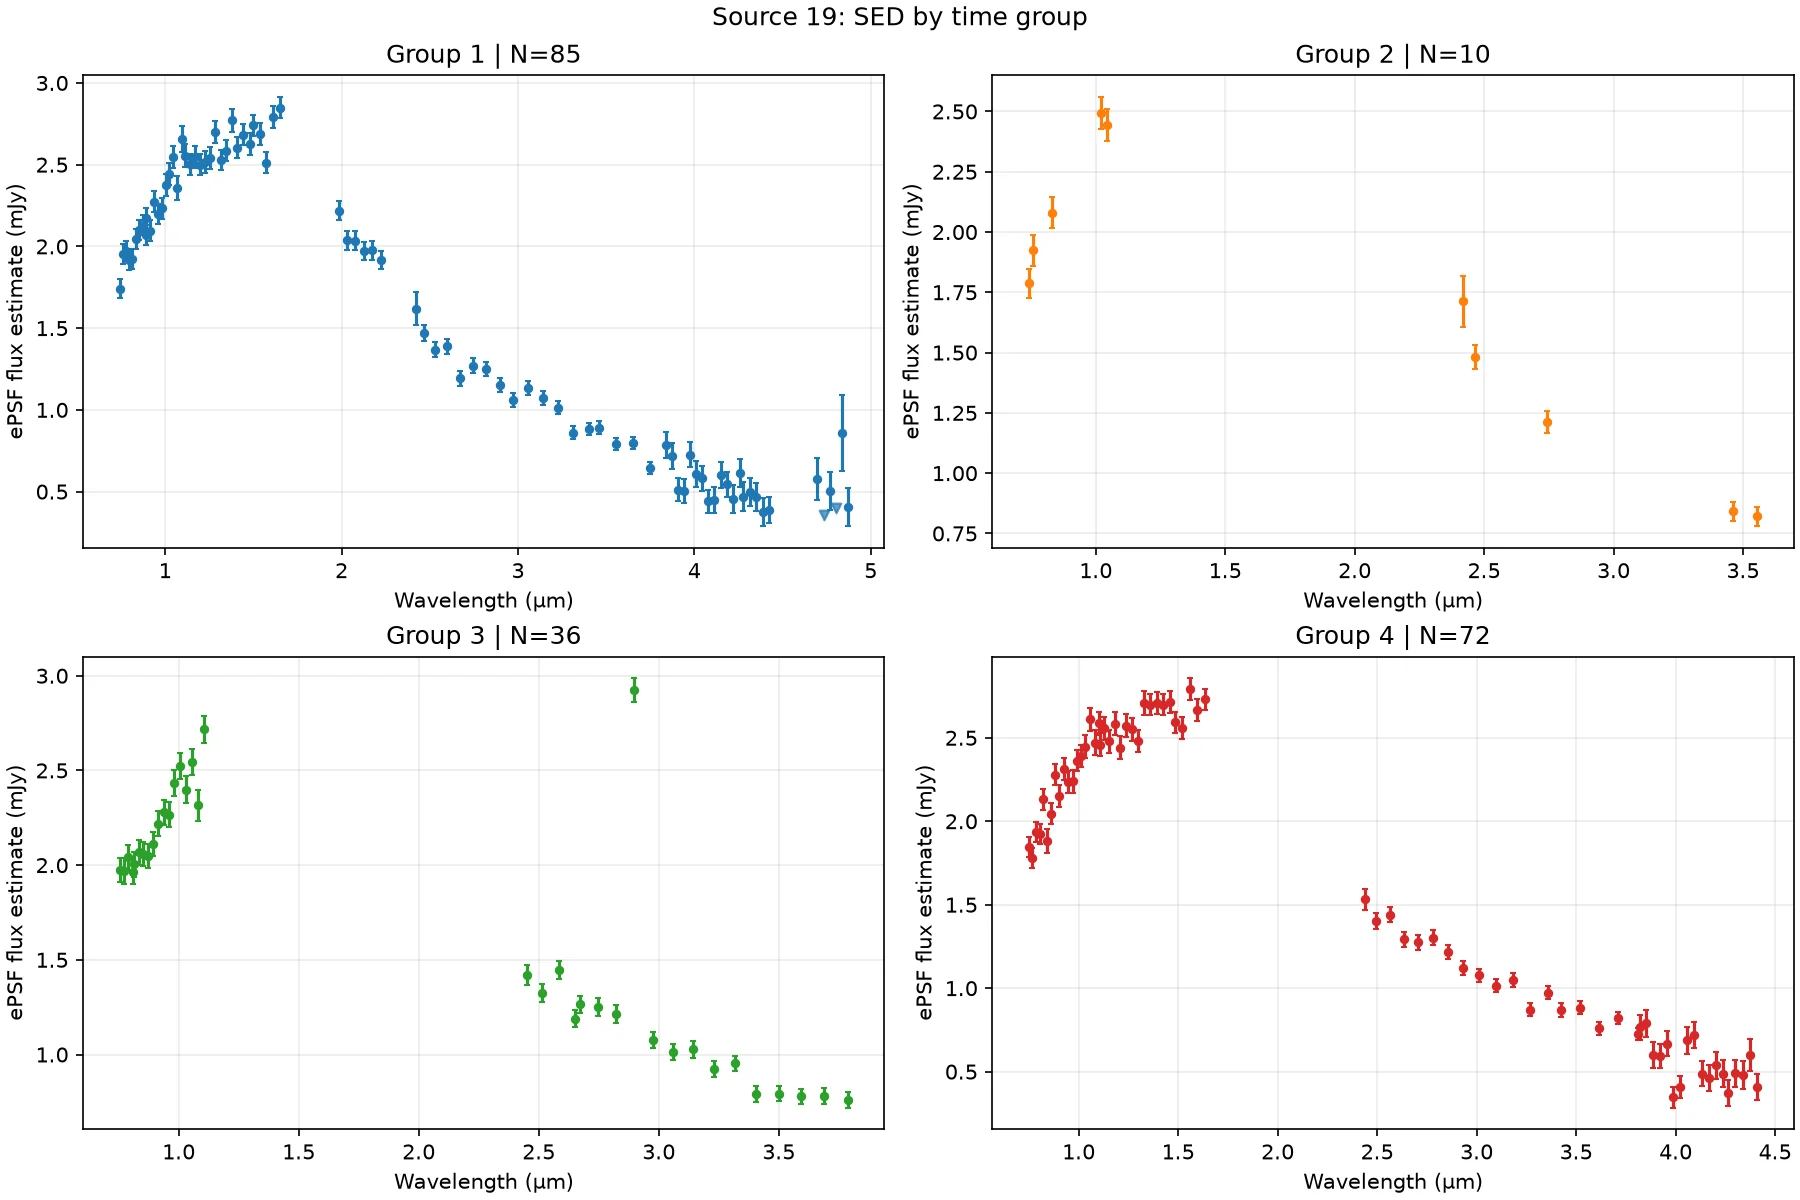 Source 19: SED by time group
Group 1 | N=85
3.0
2.5
2.0
1.5
1.0
0.5
ePSF flux estimate (mJy)
1 2 3 4 5
Wavelength (μm)
Group 2 | N=10
2.50
2.25
2.00
1.75
1.50
1.25
1.00
0.75
ePSF flux estimate (mJy)
1.0 1.5 2.0 2.5 3.0 3.5
Wavelength (μm)
Group 3 | N=36
3.0
2.5
2.0
1.5
1.0
ePSF flux estimate (mJy)
1.0 1.5 2.0 2.5 3.0 3.5
Wavelength (μm)
Group 4 | N=72
2.5
2.0
1.5
1.0
0.5
ePSF flux estimate (mJy)
1.0 1.5 2.0 2.5 3.0 3.5 4.0 4.5
Wavelength (μm)